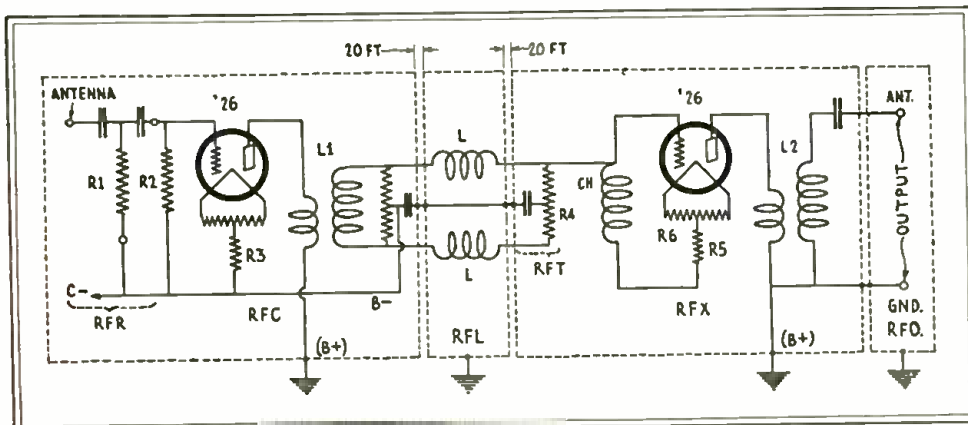 20 FT 20 FT
ANTENNA
'26
'26
ANT.
L1
L
L2
R1
R2
CH
R4
OUTPUT
R3
L
R6
R5
RFT
C-
B-
RFR
RFC
RFX
GND.
RFO.
(B+)
RFL
(B+)